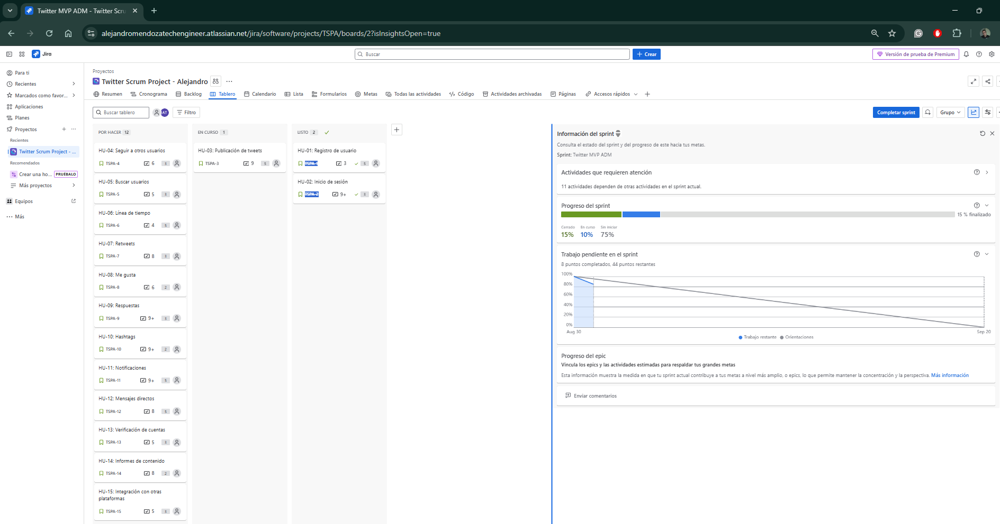 Twitter MVP ADM - Twitter Scru
alejandromendozatechengineer.atlassian.net/jira/software/projects/TSPA/boards/2?isInsightsOpen=true
Jira
Buscar
Crear
Versión de prueba de Premium
Para ti
Recientes
Marcados como favor...
Aplicaciones
Planes
Proyectos
Recientes
Twitter Scrum Project - ...
Recomendados
Crear una ho... PRUÉBALO
Más proyectos
Equipos
Más
Proyectos
Twitter Scrum Project - Alejandro
Resumen Cronograma Backlog Tablero Calendario Lista Formularios Metas Todas las actividades Código Actividades archivadas Páginas Accesos rápidos
Buscar tablero
AT
Filtro
Completar sprint
Grupo
POR HACER 12
HU-04: Seguir a otros usuarios
TSPA-4 6 3
HU-05: Buscar usuarios
TSPA-5 5 3
HU-06: Línea de tiempo
TSPA-6 4 5
HU-07: Retweets
TSPA-7 8 3
HU-08: Me gusta
TSPA-8 6 2
HU-09: Respuestas
TSPA-9 9+ 3
HU-10: Hashtags
TSPA-10 9+ 2
HU-11: Notificaciones
TSPA-11 9+ 5
HU-12: Mensajes directos
TSPA-12 8 5
HU-13: Verificación de cuentas
TSPA-13 5 3
HU-14: Informes de contenido
TSPA-14 8 2
HU-15: Integración con otras
plataformas
TSPA-15 5 3
EN CURSO 1
HU-03: Publicación de tweets
TSPA-3 9 5
LISTO 2
HU-01: Registro de usuario
TSPA-1 3 5
HU-02: Inicio de sesión
TSPA-2 9+ 3
Información del sprint
Consulta el estado del sprint y del progreso de este hacia tus metas.
Sprint: Twitter MVP ADM
Actividades que requieren atención
11 actividades dependen de otras actividades en el sprint actual.
Progreso del sprint
15 % finalizado
Cerrado En curso Sin iniciar
15% 10% 75%
Trabajo pendiente en el sprint
8 puntos completados, 44 puntos restantes
100%
80%
60%
40%
20%
0%
Aug 30 Sep 20
Trabajo restante Orientaciones
Progreso del epic
Vincula los epics y las actividades estimadas para respaldar tus grandes metas
Esta información muestra la medida en que tu sprint actual contribuye a tus metas a nivel más amplio, o epics, lo que permite mantener la concentración y la perspectiva. Más información
Enviar comentarios